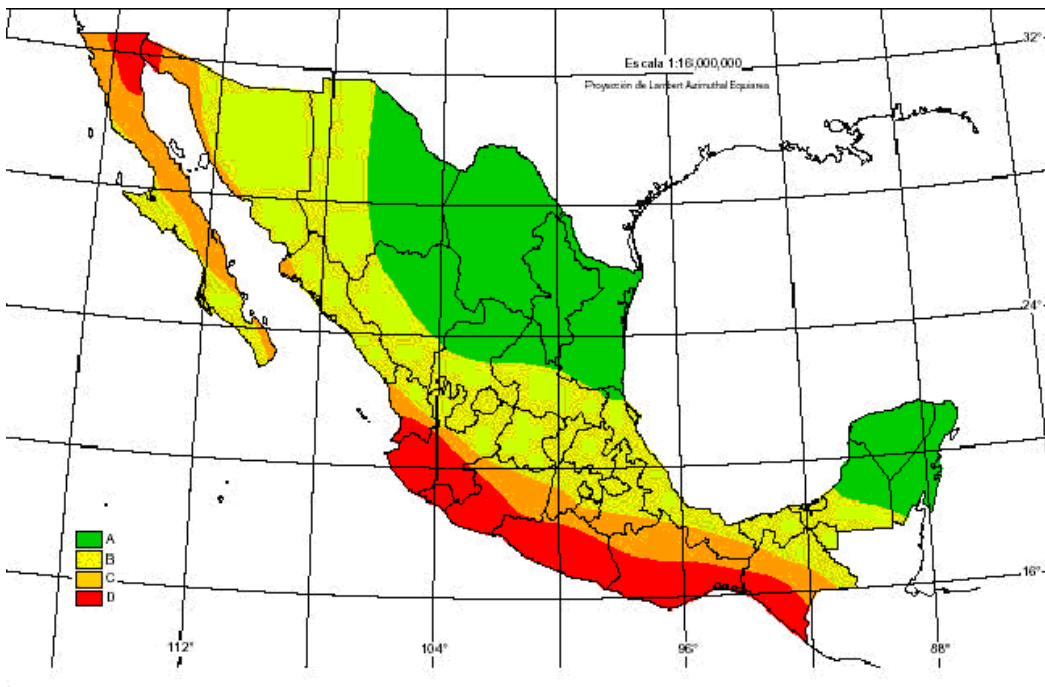 Escala 1:16,000,000
Proyección de Lambert Azimuthal Equiarea
32°
24°
16°
A
B
C
D
112°
104°
96°
88°